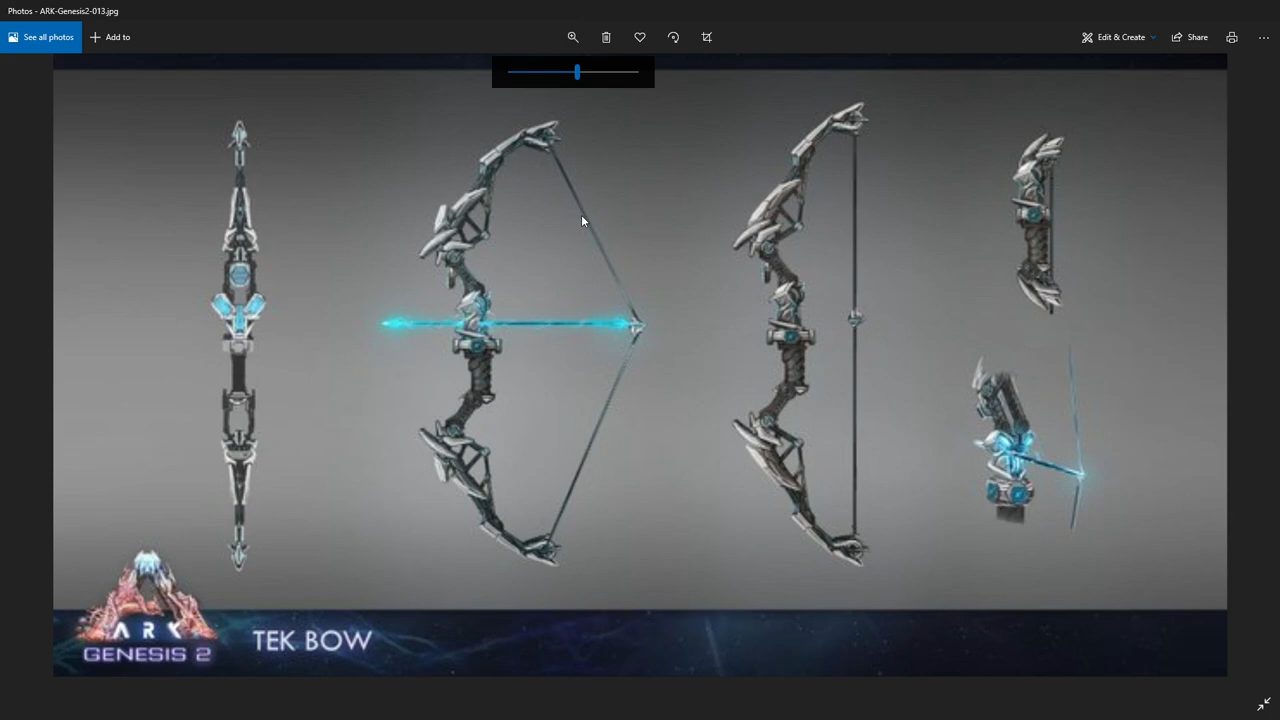 Photos - ARK-Genesis2-013.jpg
See all photos
Add to
Edit & Create
Share
ARK
GENESIS 2
TEK BOW